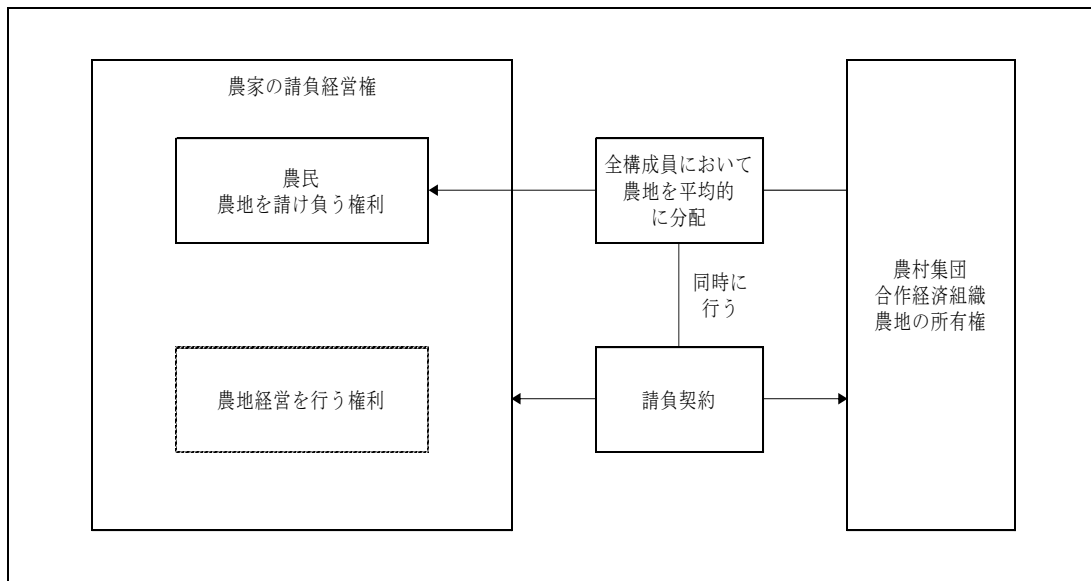 農家の請負経営権
農民
農地を請け負う権利
農地経営を行う権利
全構成員において
農地を平均的
に分配
同時に
行う
請負契約
農村集団
合作経済組織
農地の所有権